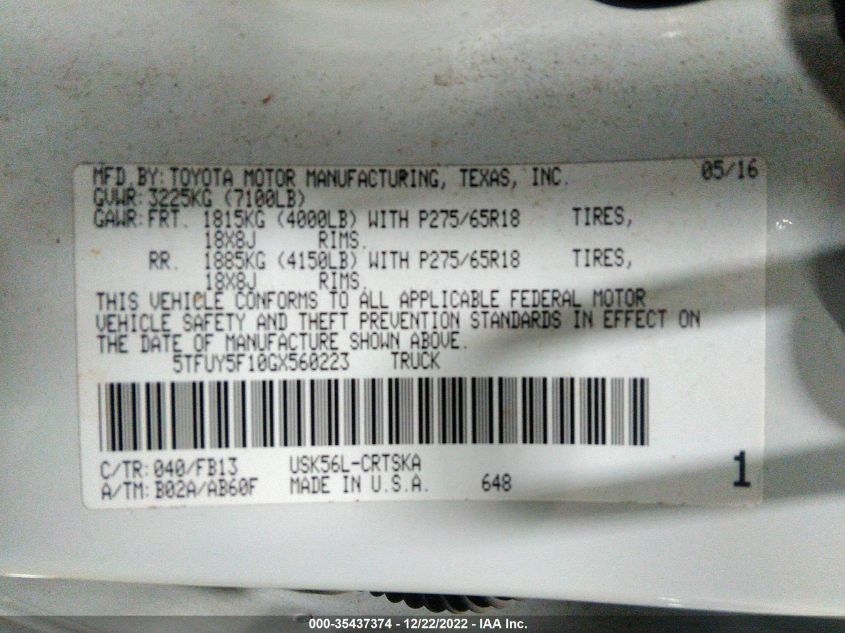 MFD.BY: TOYOTA MOTOR MANUFACTURING, TEXAS, INC. 05/16
GVWR: 3225KG (7100LB)
GAWR: FRT. 1815KG (4000LB) WITH P275/65R18 TIRES,
18X8J RIMS.
RR. 1885KG (4150LB) WITH P275/65R18 TIRES,
18X8J RIMS.
THIS VEHICLE CONFORMS TO ALL APPLICABLE FEDERAL MOTOR
VEHICLE SAFETY AND THEFT PREVENTION STANDARDS IN EFFECT ON
THE DATE OF MANUFACTURE SHOWN ABOVE.
5TFUY5F10GX560223 TRUCK
C/TR: 040/FB13 USK56L-CRTSKA
A/TM: B02A/AB60F MADE IN U.S.A. 648 1
000-35437374 - 12/22/2022 - IAA Inc.